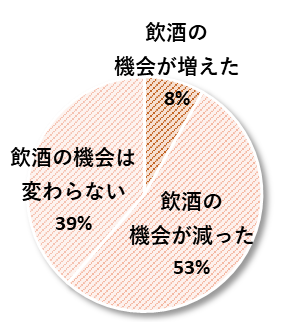 飲酒の
機会が増えた
8%
飲酒の機会は
変わらない
39%
飲酒の
機会が減った
53%